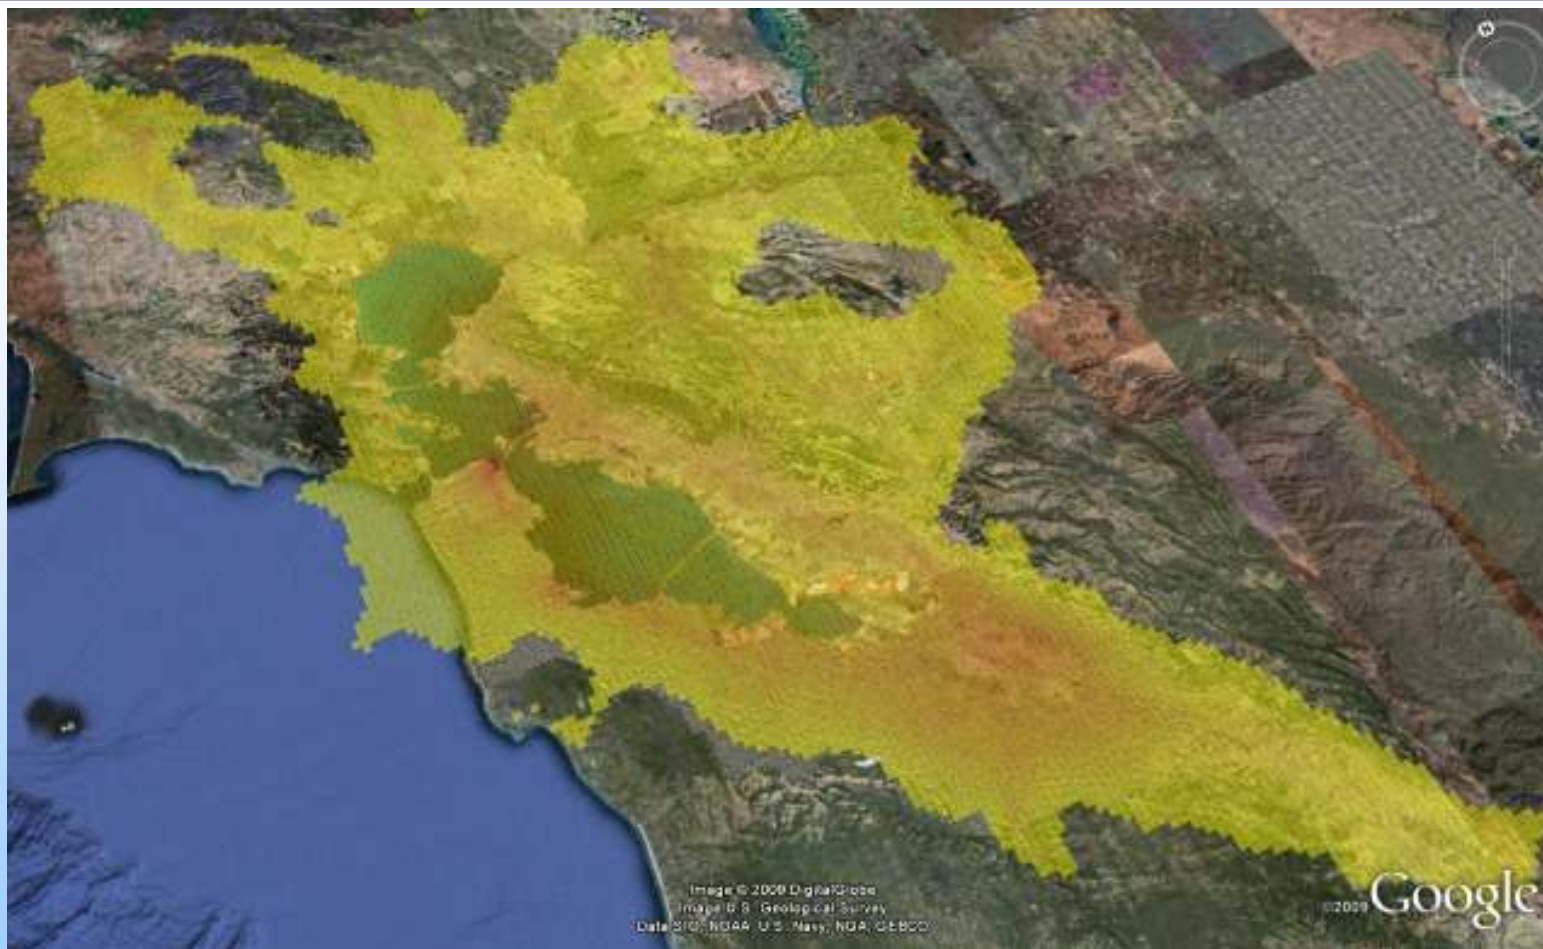 Image © 2009 DigitalGlobe
Image U.S. Geological Survey
Data SIO, NOAA, U.S. Navy, NGA, GEBCO
©2009 Google